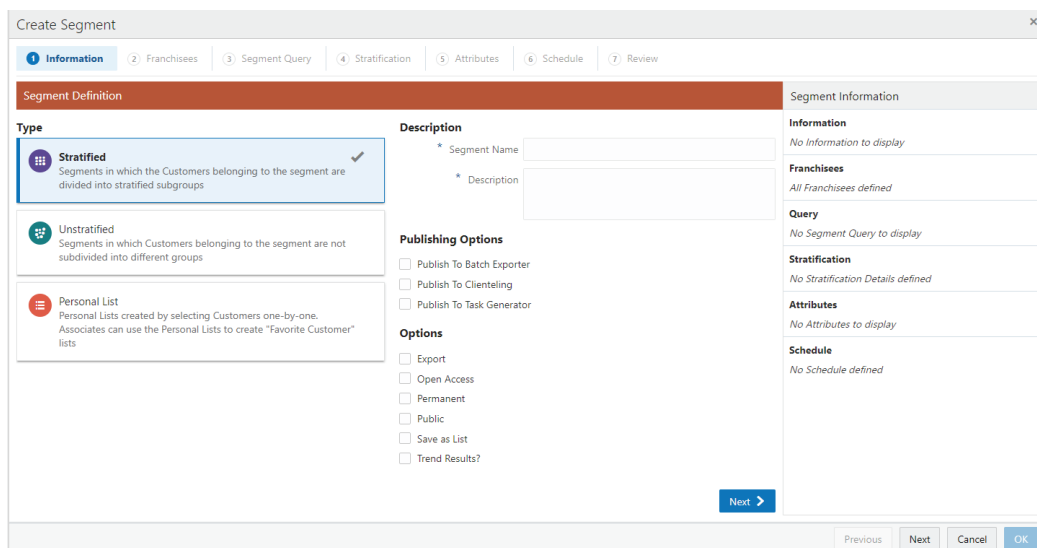 Create Segment
×
1 Information 2 Franchisees 3 Segment Query 4 Stratification 5 Attributes 6 Schedule 7 Review
Segment Definition
Type
Stratified
Segments in which the Customers belonging to the segment are
divided into stratified subgroups
Unstratified
Segments in which Customers belonging to the segment are not
subdivided into different groups
Personal List
Personal Lists created by selecting Customers one-by-one.
Associates can use the Personal Lists to create "Favorite Customer"
lists
Description
* Segment Name
* Description
Publishing Options
Publish To Batch Exporter
Publish To Clienteling
Publish To Task Generator
Options
Export
Open Access
Permanent
Public
Save as List
Trend Results?
Next
Segment Information
Information
No Information to display
Franchisees
All Franchisees defined
Query
No Segment Query to display
Stratification
No Stratification Details defined
Attributes
No Attributes to display
Schedule
No Schedule defined
Previous Next Cancel OK